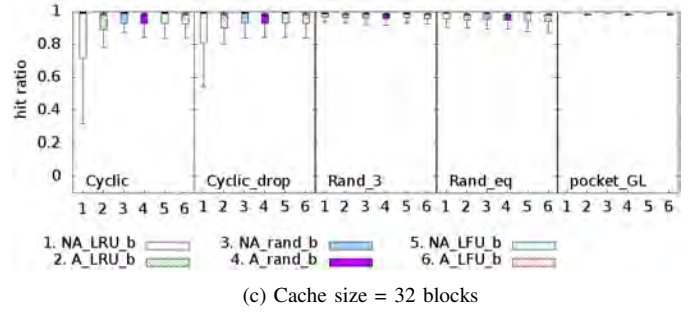 1
0.8
0.6
0.4
0.2
0
hit ratio
Cyclic Cyclic_drop Rand_3 Rand_eq pocket_GL
1 2 3 4 5 6 1 2 3 4 5 6 1 2 3 4 5 6 1 2 3 4 5 6 1 2 3 4 5 6
1. NA_LRU_b 3. NA_rand_b 5. NA_LFU_b
2. A_LRU_b 4. A_rand_b 6. A_LFU_b
(c) Cache size = 32 blocks